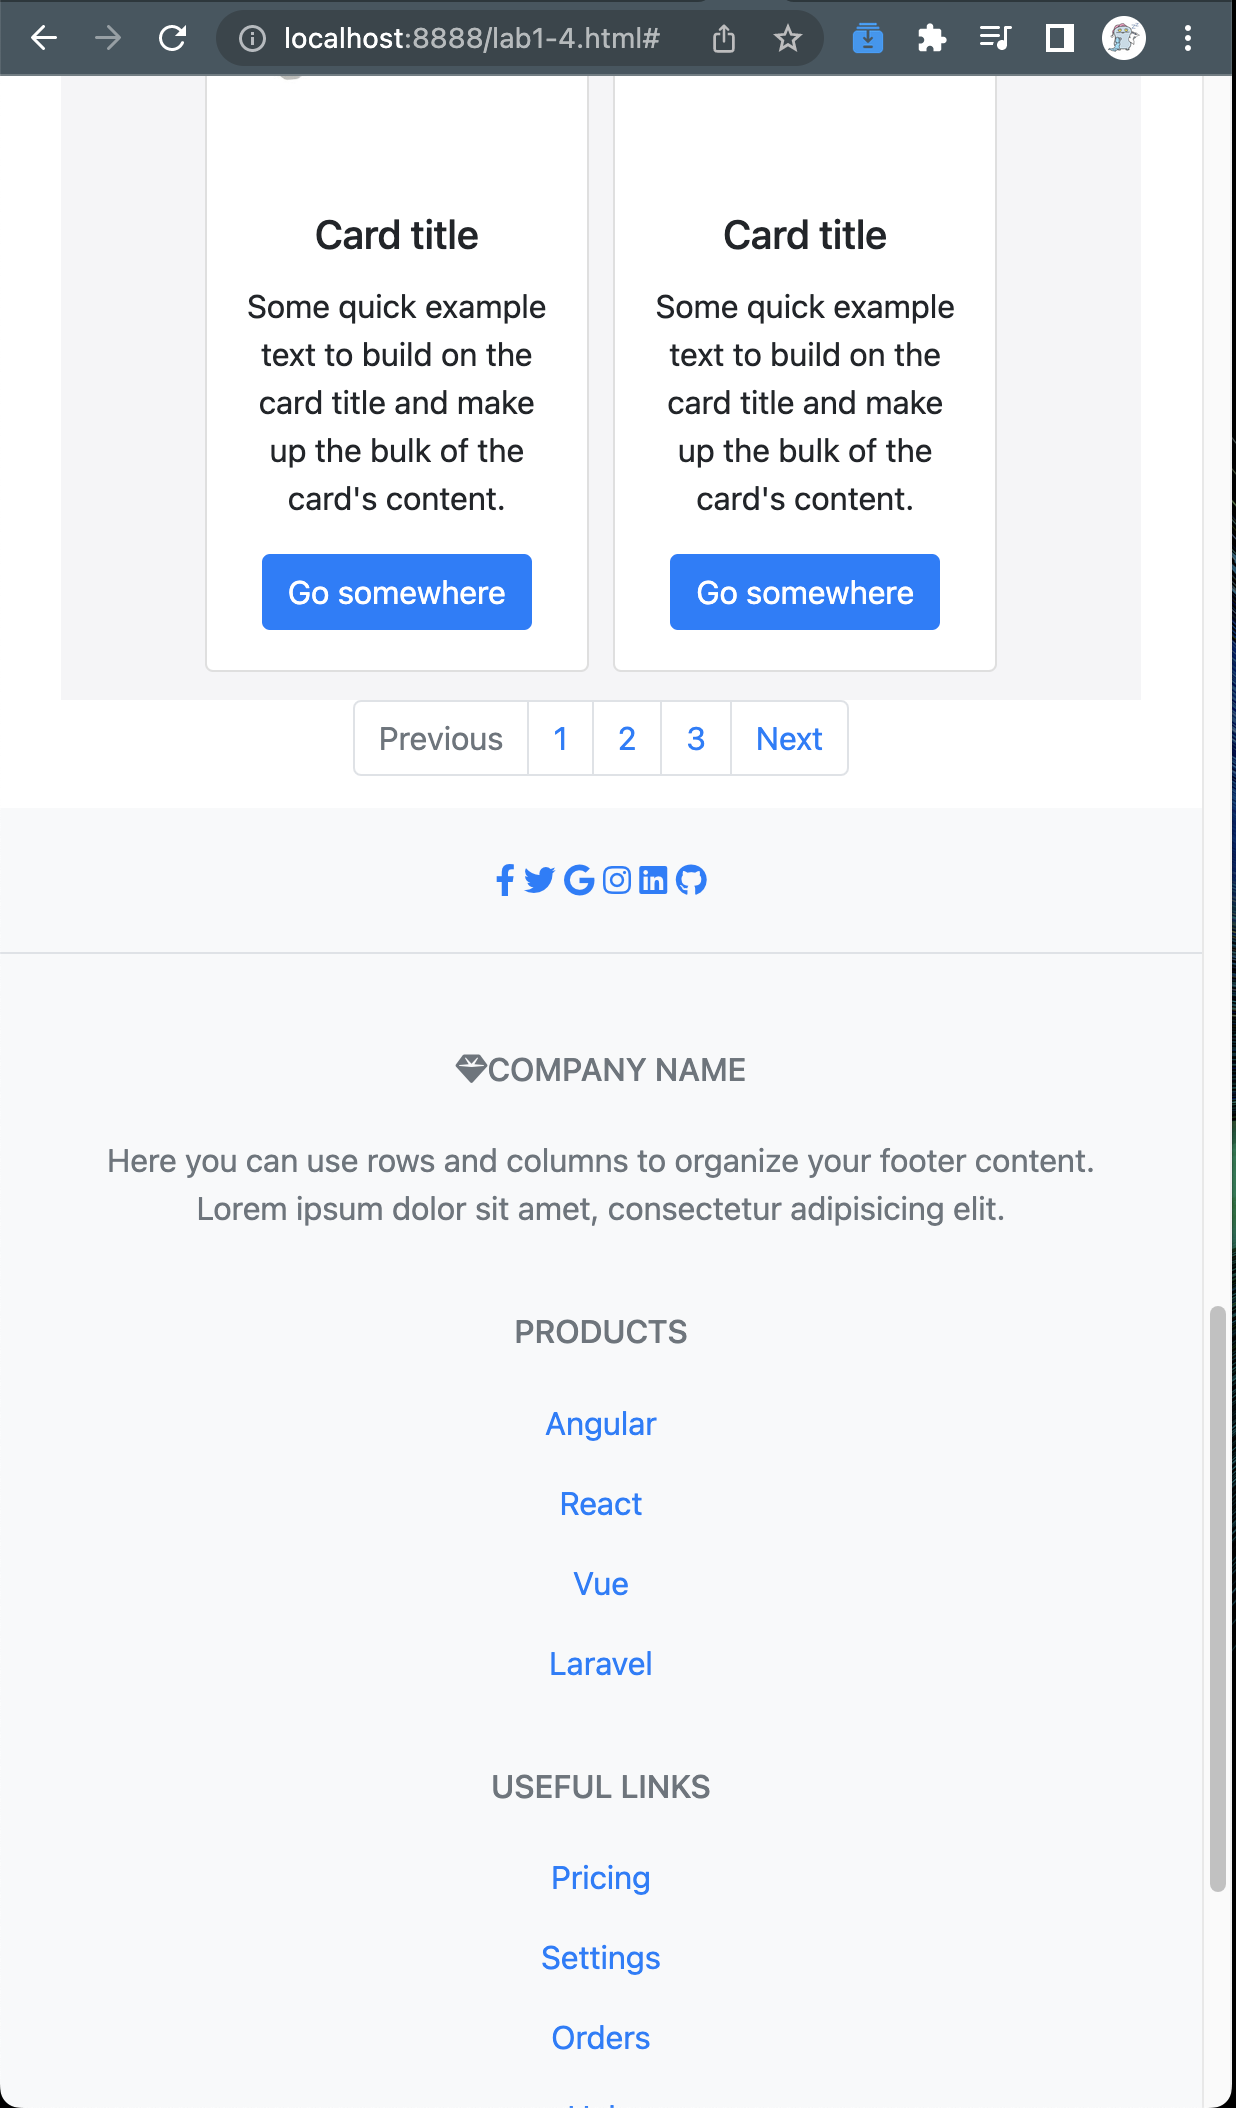 localhost:8888/lab1-4.html#
Card title
Some quick example
text to build on the
card title and make
up the bulk of the
card's content.
Go somewhere
Card title
Some quick example
text to build on the
card title and make
up the bulk of the
card's content.
Go somewhere
Previous 1 2 3 Next
COMPANY NAME
Here you can use rows and columns to organize your footer content.
Lorem ipsum dolor sit amet, consectetur adipisicing elit.
PRODUCTS
Angular
React
Vue
Laravel
USEFUL LINKS
Pricing
Settings
Orders